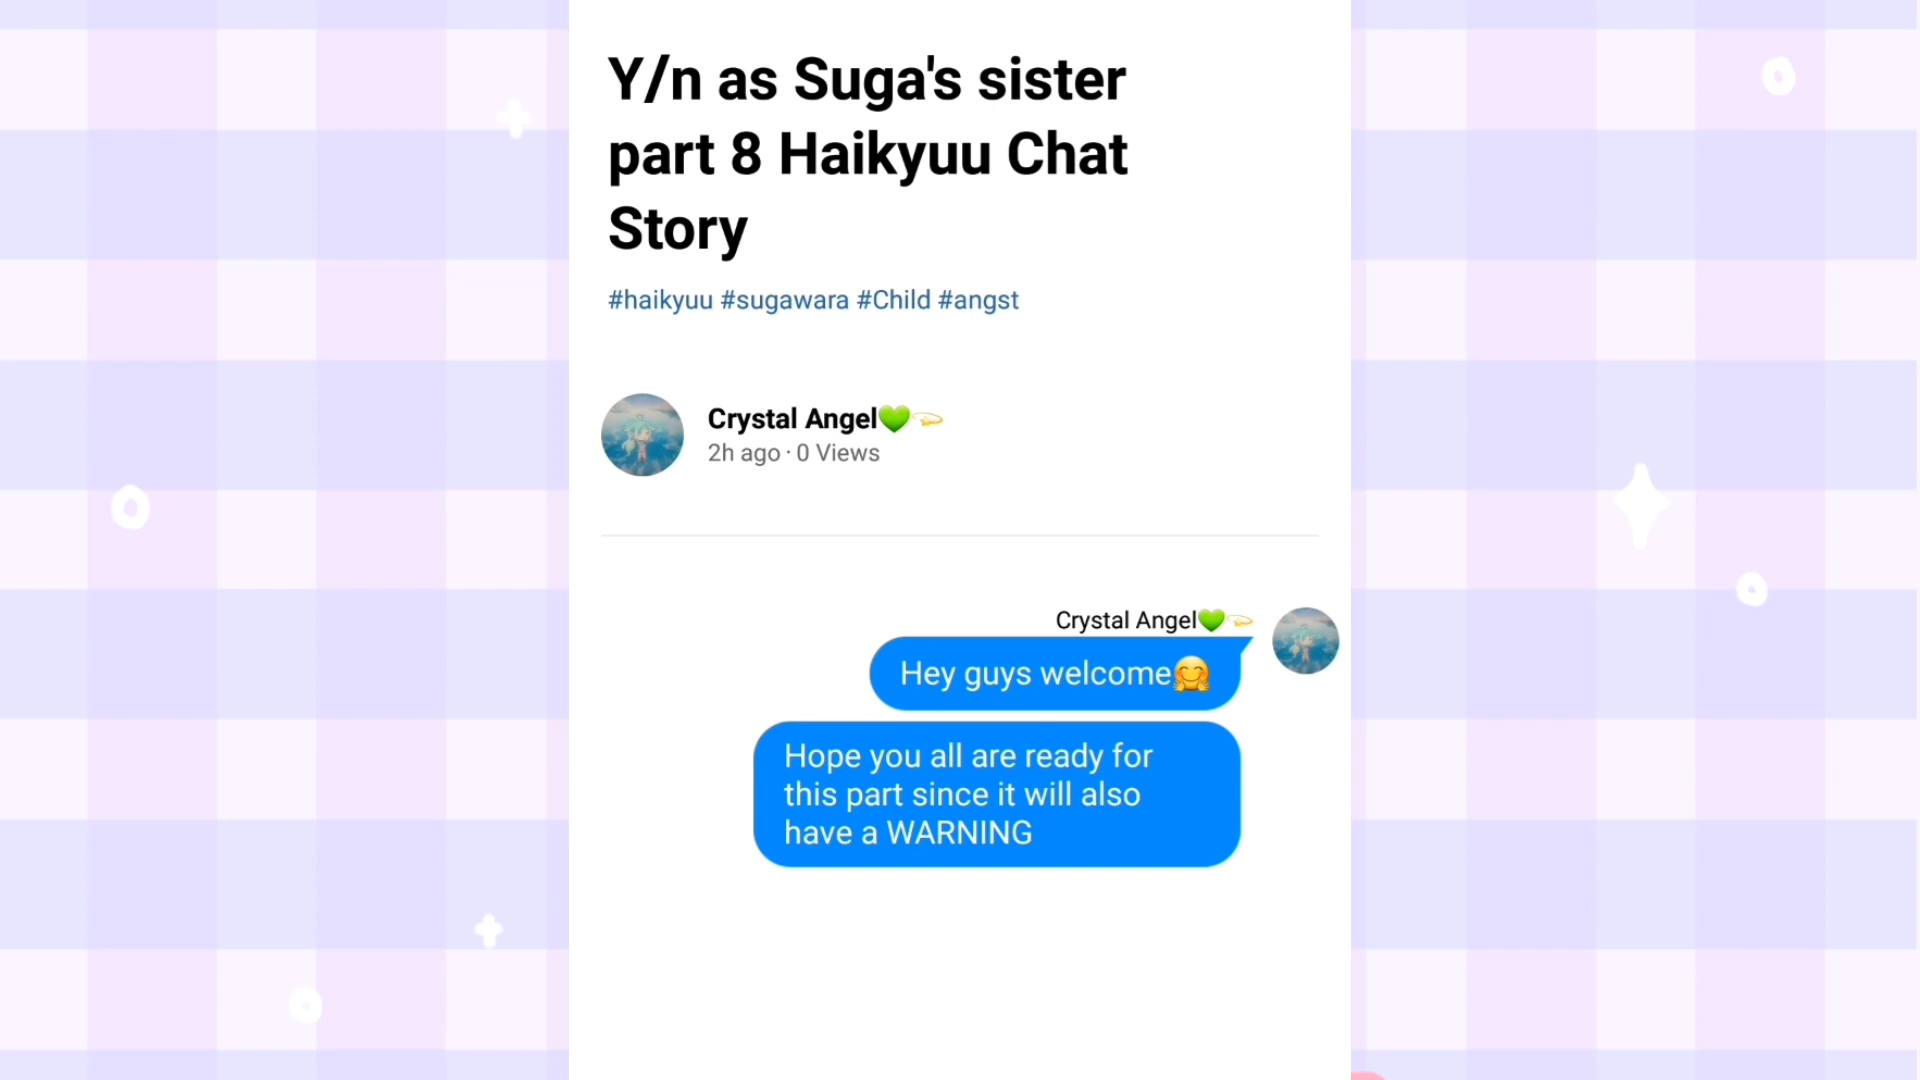 Y/n as Suga's sister
part 8 Haikyuu Chat
Story
#haikyuu #sugawara #Child #angst
Crystal Angel💚💫
2h ago · 0 Views
Crystal Angel💚💫
Hey guys welcome🤗
Hope you all are ready for
this part since it will also
have a WARNING